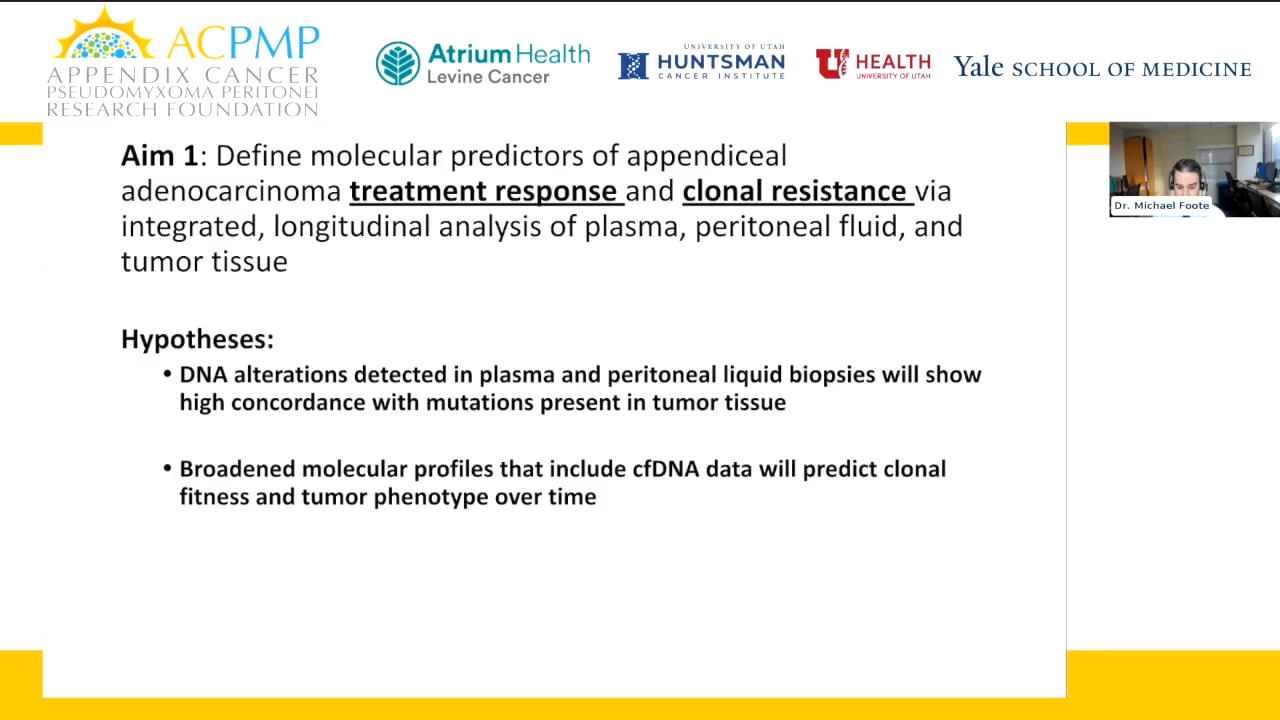 ACPMP
APPENDIX CANCER
PSEUDOMYXOMA PERITONEI
RESEARCH FOUNDATION
Atrium Health
Levine Cancer
UNIVERSITY OF UTAH
HUNTSMAN
CANCER INSTITUTE
HEALTH
UNIVERSITY OF UTAH
Yale SCHOOL OF MEDICINE
Aim 1: Define molecular predictors of appendiceal
adenocarcinoma treatment response and clonal resistance via
integrated, longitudinal analysis of plasma, peritoneal fluid, and
tumor tissue
Dr. Michael Foote
Hypotheses:
• DNA alterations detected in plasma and peritoneal liquid biopsies will show
high concordance with mutations present in tumor tissue
• Broadened molecular profiles that include cfDNA data will predict clonal
fitness and tumor phenotype over time